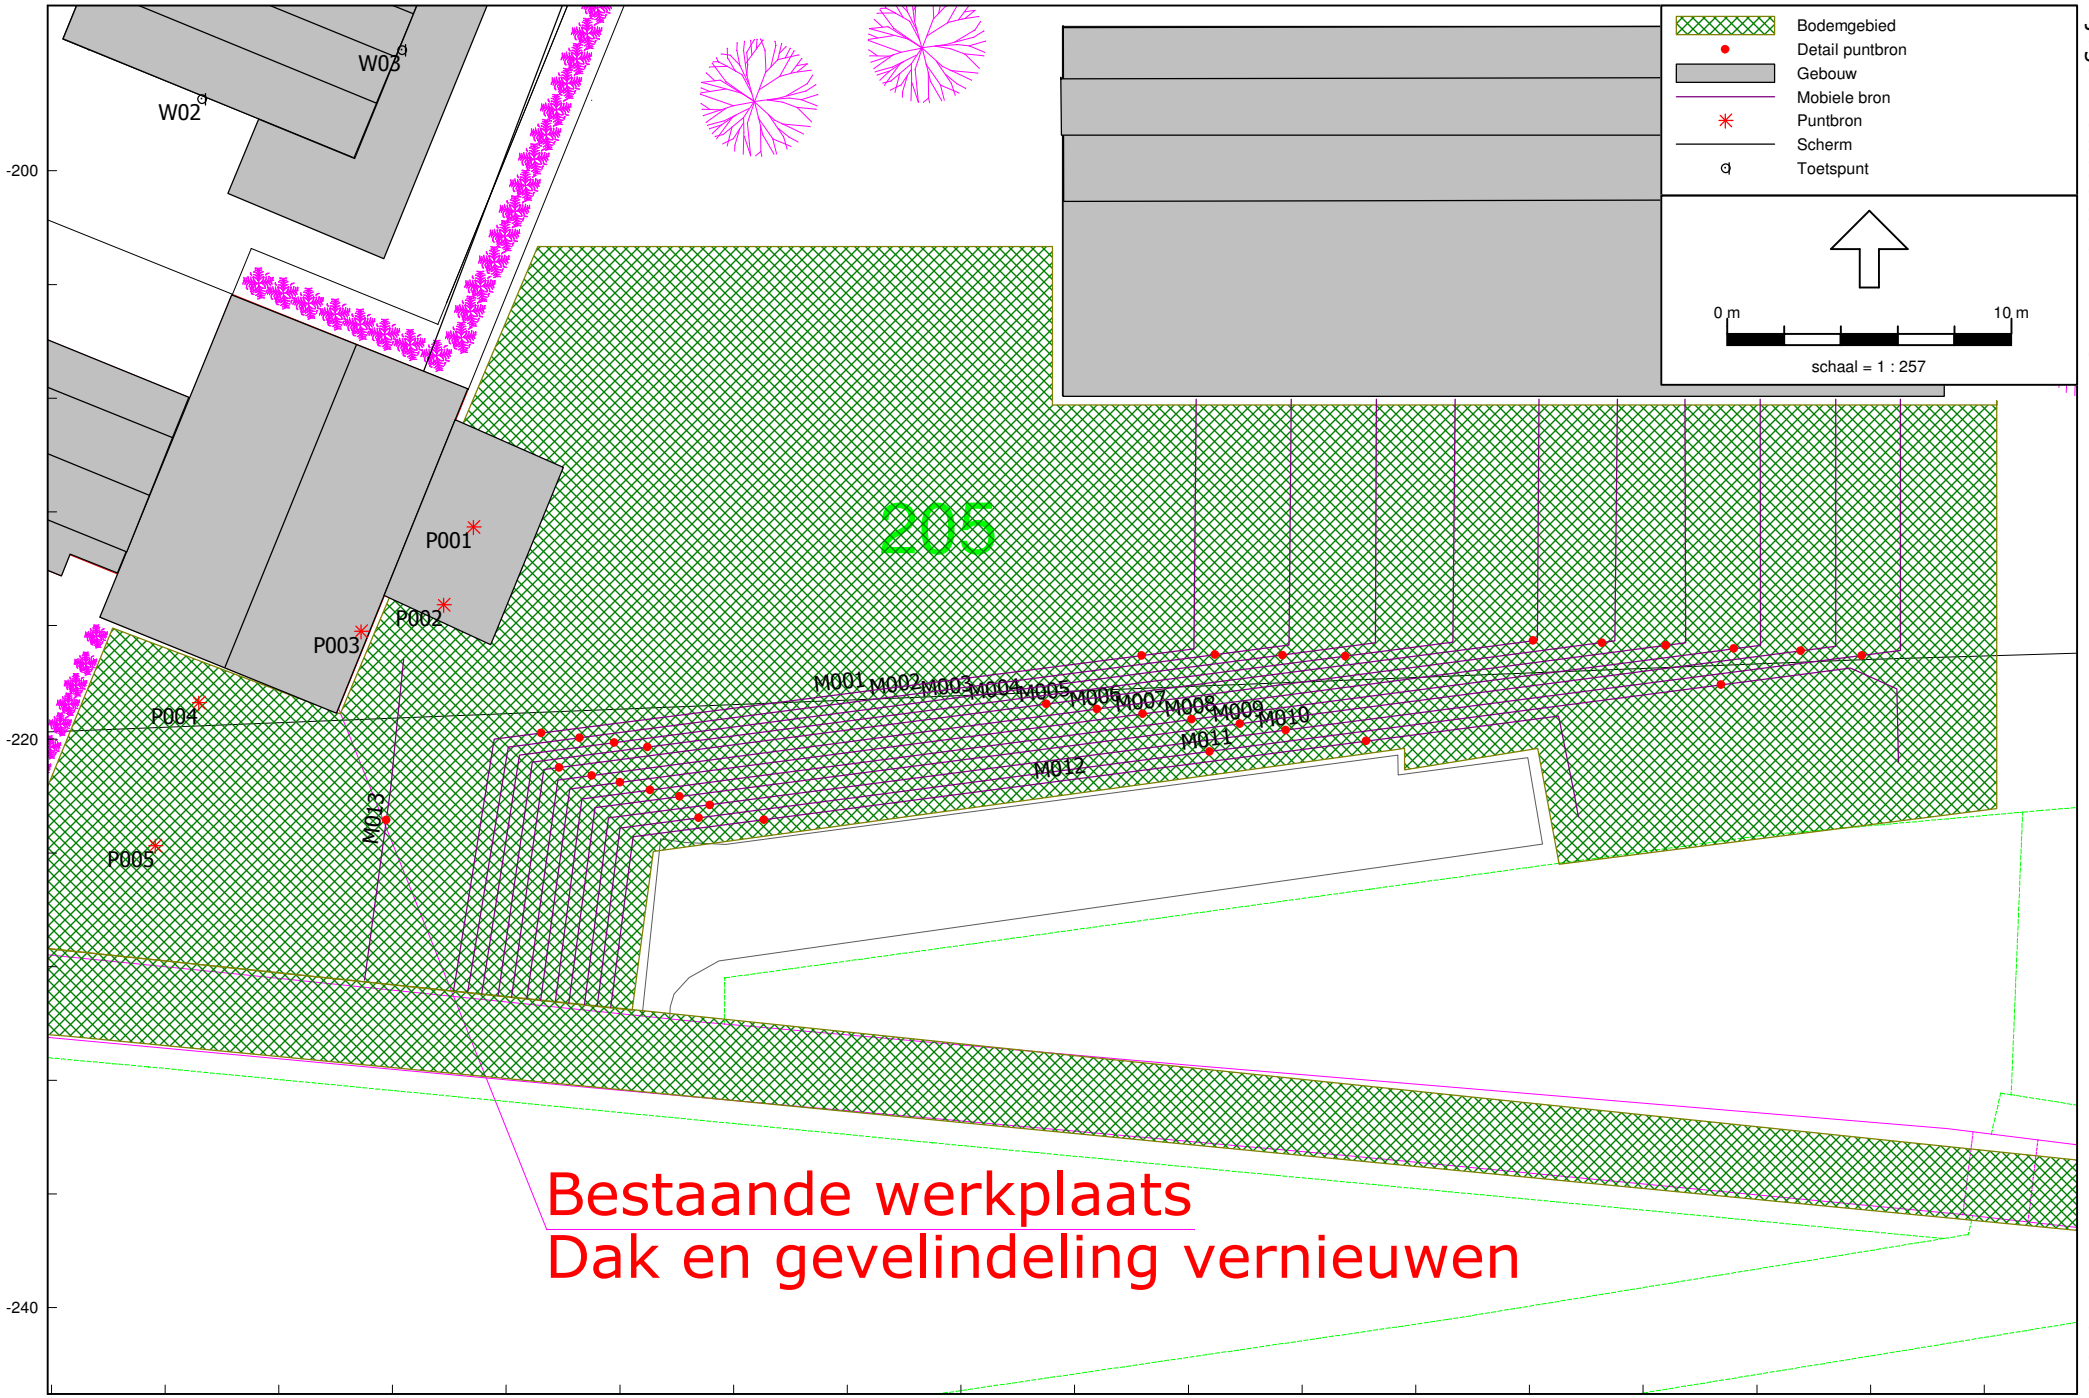 Bodemgebied
Detail puntbron
Gebouw
Mobiele bron
Puntbron
Scherm
Toetspunt
0 m 10 m
schaal = 1 : 257
W03
W02
-200
205
P001
P002
P003
P004
P005
M001 M002 M003 M004 M005 M006 M007 M008 M009 M010
M011
M012
M013
-220
Bestaande werkplaats
Dak en gevelindeling vernieuwen
-240